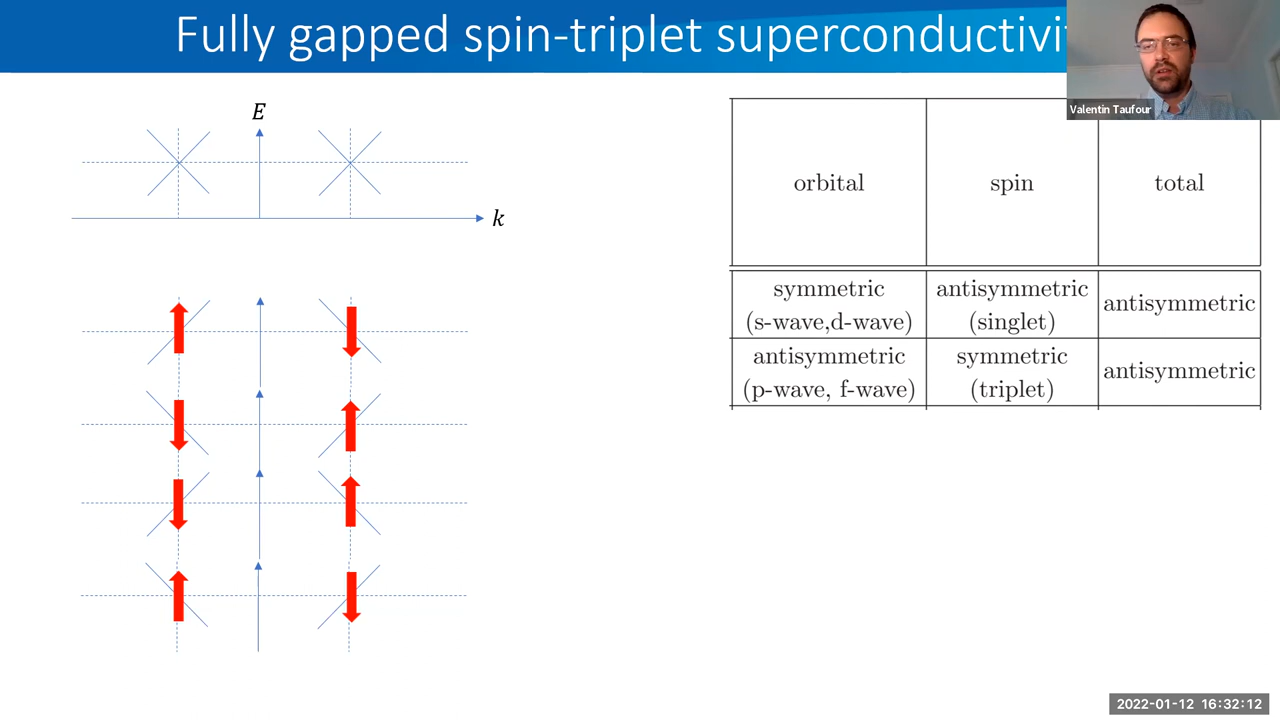 Fully gapped spin-triplet
Valentin Taufour
E
k
orbital
spin
total
symmetric
(s-wave,d-wave)
antisymmetric
(singlet)
antisymmetric
antisymmetric
(p-wave, f-wave)
symmetric
(triplet)
antisymmetric
2022-01-12 16:32:12